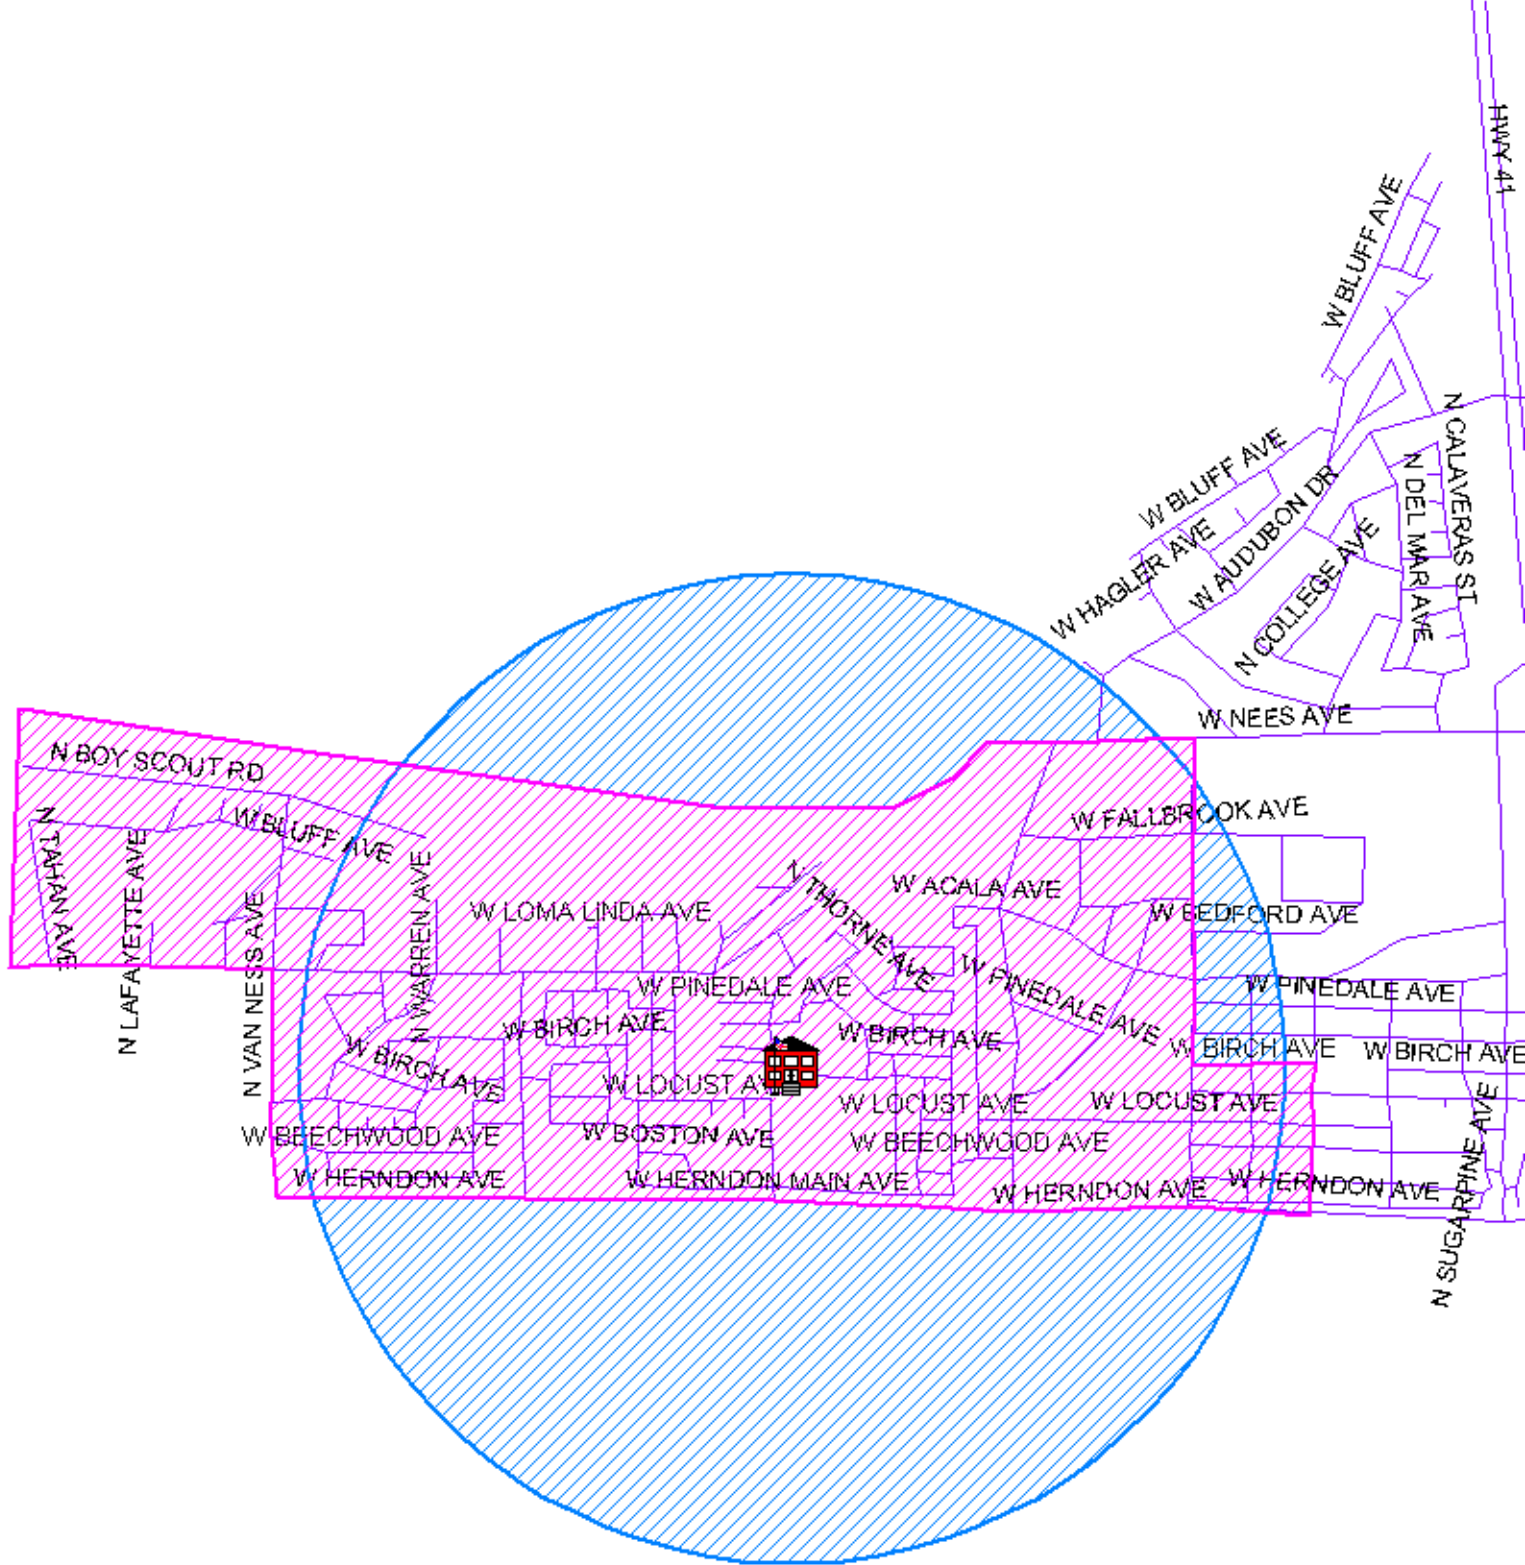 HWY 41
W BLUFF AVE
N CALAVERAS ST
W BLUFF AVE
N DEL MAR AVE
W AUDUBON DR
W HAGLER AVE
N COLLEGE AVE
W NEES AVE
N BOY SCOUT RD
W BLUFF AVE
W FALLBROOK AVE
N TAHAN AVE
N LAFAYETTE AVE
N VAN NESS AVE
N WARREN AVE
W LOMA LINDA AVE
N THORNE AVE
W ACALA AVE
W BEDFORD AVE
W PINEDALE AVE
W PINEDALE AVE
W PINEDALE AVE
W BIRCH AVE
W BIRCH AVE
W BIRCH AVE
W BIRCH AVE
W BIRCH AVE
W LOCUST AV
W LOCUST AVE
W LOCUST AVE
W BEECHWOOD AVE
W BOSTON AVE
W BEECHWOOD AVE
W HERNDON AVE
W HERNDON MAIN AVE
W HERNDON AVE
W HERNDON AVE
N SUGARPINE AVE